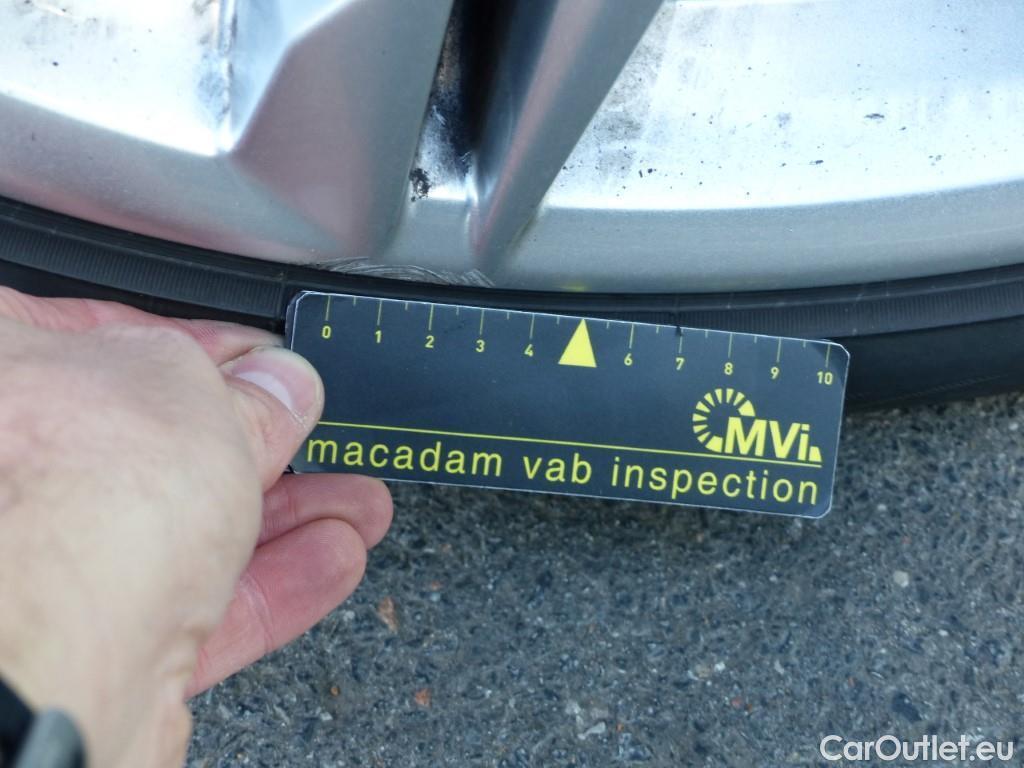 0 1 2 3 4 6 7 8 9 10
MVi.
macadam vab inspection
CarOutlet.eu